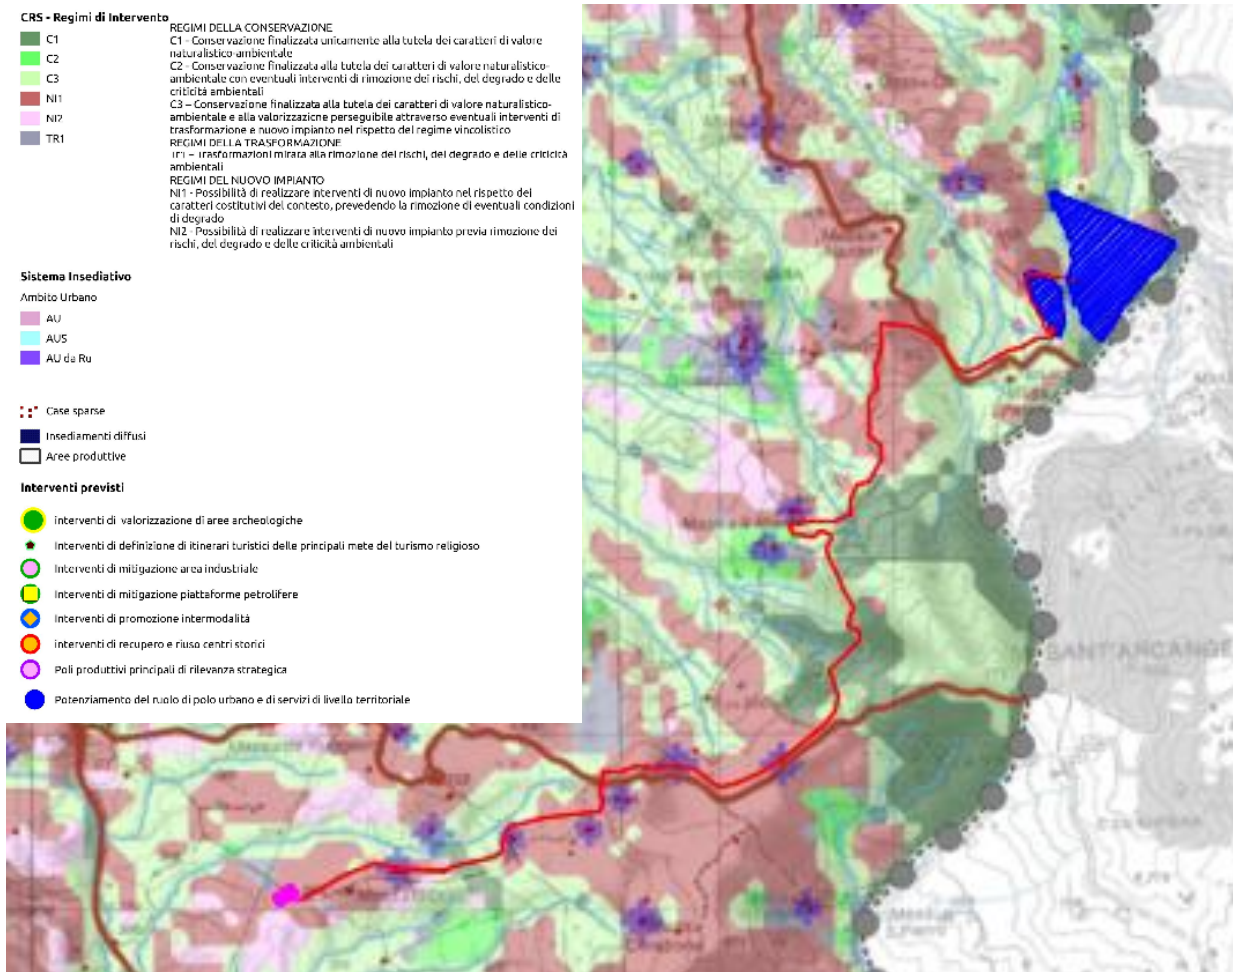 CRS - Regimi di Intervento
C1
C2
C3
NI1
NI2
TR1
REGIMI DELLA CONSERVAZIONE
C1 - Conservazione finalizzata unicamente alla tutela dei caratteri di valore
naturalistico-ambientale
C2 - Conservazione finalizzata alla tutela dei caratteri di valore naturalistico-
ambientale con eventuali interventi di rimozione dei rischi, del degrado e delle
criticità ambientali
C3 – Conservazione finalizzata alla tutela dei caratteri di valore naturalistico-
ambientale e alla valorizzazione perseguibile attraverso eventuali interventi di
trasformazione e nuovo impianto nel rispetto del regime vincolistico
REGIMI DELLA TRASFORMAZIONE
Tr1 – Trasformazioni mirata alla rimozione dei rischi, del degrado e delle criticità
ambientali
REGIMI DEL NUOVO IMPIANTO
NI1 - Possibilità di realizzare interventi di nuovo impianto nel rispetto dei
caratteri costitutivi del contesto, prevedendo la rimozione di eventuali condizioni
di degrado
NI2 - Possibilità di realizzare interventi di nuovo impianto previa rimozione dei
rischi, del degrado e delle criticità ambientali
Sistema Insediativo
Ambito Urbano
AU
AUS
AU da Ru
Case sparse
Insediamenti diffusi
Aree produttive
Interventi previsti
interventi di valorizzazione di aree archeologiche
Interventi di definizione di itinerari turistici delle principali mete del turismo religioso
Interventi di mitigazione area industriale
Interventi di mitigazione piattaforme petrolifere
Interventi di promozione intermodalità
interventi di recupero e riuso centri storici
Poli produttivi principali di rilevanza strategica
Potenziamento del ruolo di polo urbano e di servizi di livello territoriale